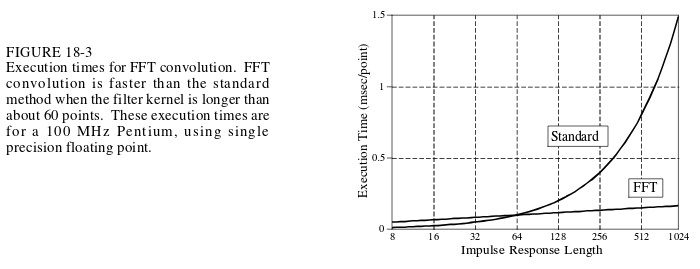 FIGURE 18-3
Execution times for FFT convolution. FFT
convolution is faster than the standard
method when the filter kernel is longer than
about 60 points. These execution times are
for a 100 MHz Pentium, using single
precision floating point.
Execution Time (msec/point)
1.5
1
0.5
0
Standard
FFT
8 16 32 64 128 256 512 1024
Impulse Response Length